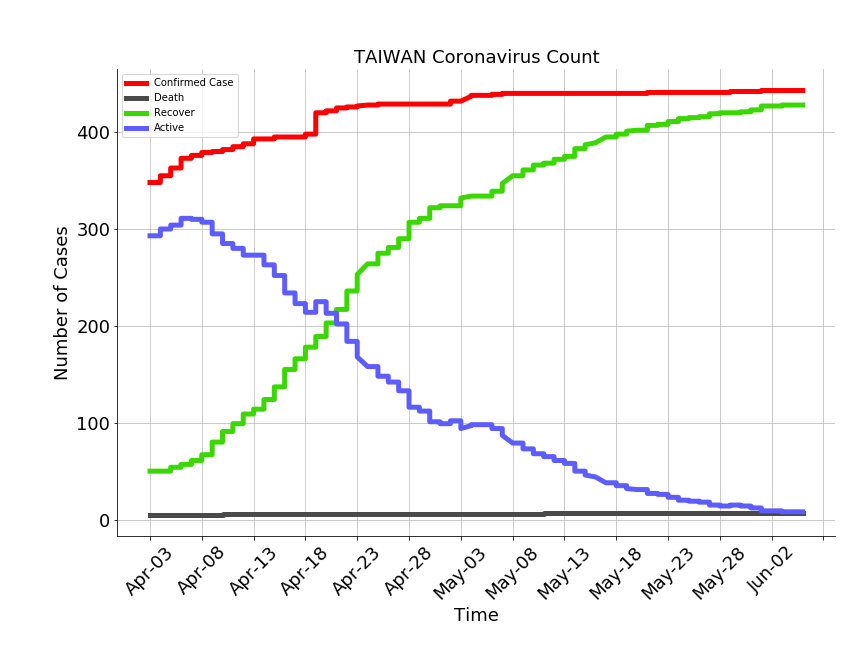 TAIWAN Coronavirus Count
Confirmed Case
Death
Recover
Active
Number of Cases
400
300
200
100
0
Apr-03
Apr-08
Apr-13
Apr-18
Apr-23
Apr-28
May-03
May-08
May-13
May-18
May-23
May-28
Jun-02
Time